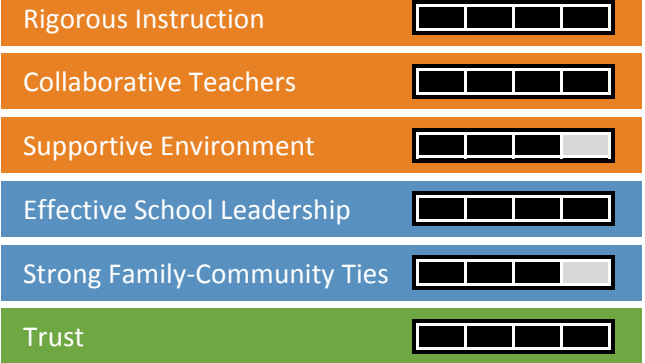 Rigorous Instruction
Collaborative Teachers
Supportive Environment
Effective School Leadership
Strong Family-Community Ties
Trust